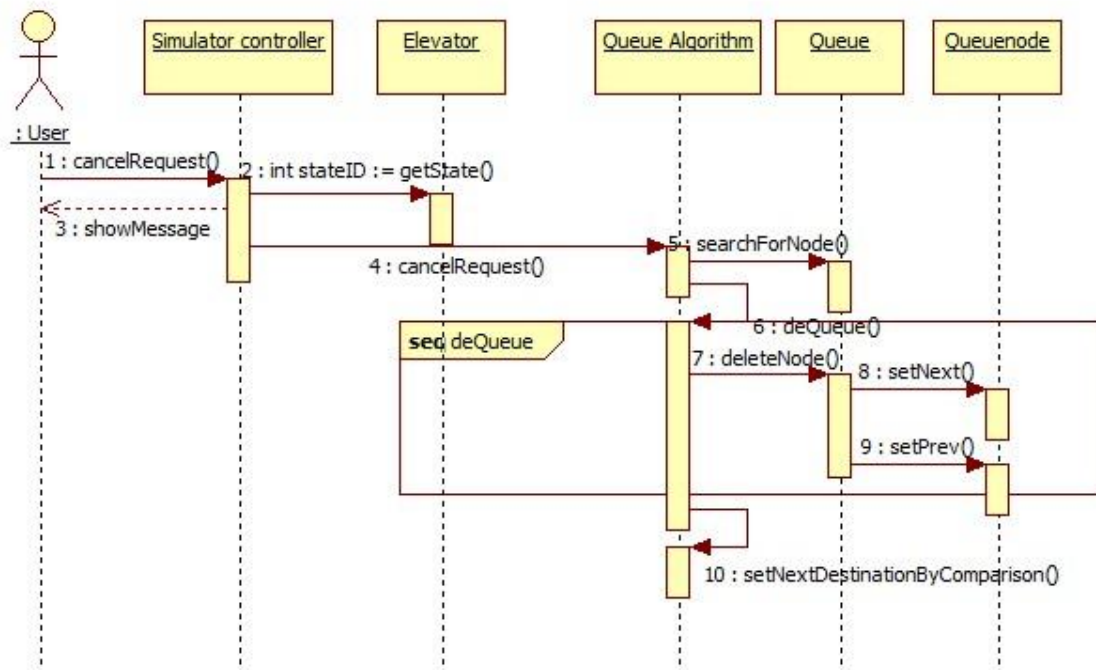 Simulator controller
Elevator
Queue Algorithm
Queue
Queuenode
: User
1 : cancelRequest()
2 : int stateID := getState()
3 : showMessage
4 : cancelRequest()
5 : searchForNode()
6 : deQueue()
seq deQueue
7 : deleteNode()
8 : setNext()
9 : setPrev()
10 : setNextDestinationByComparison()